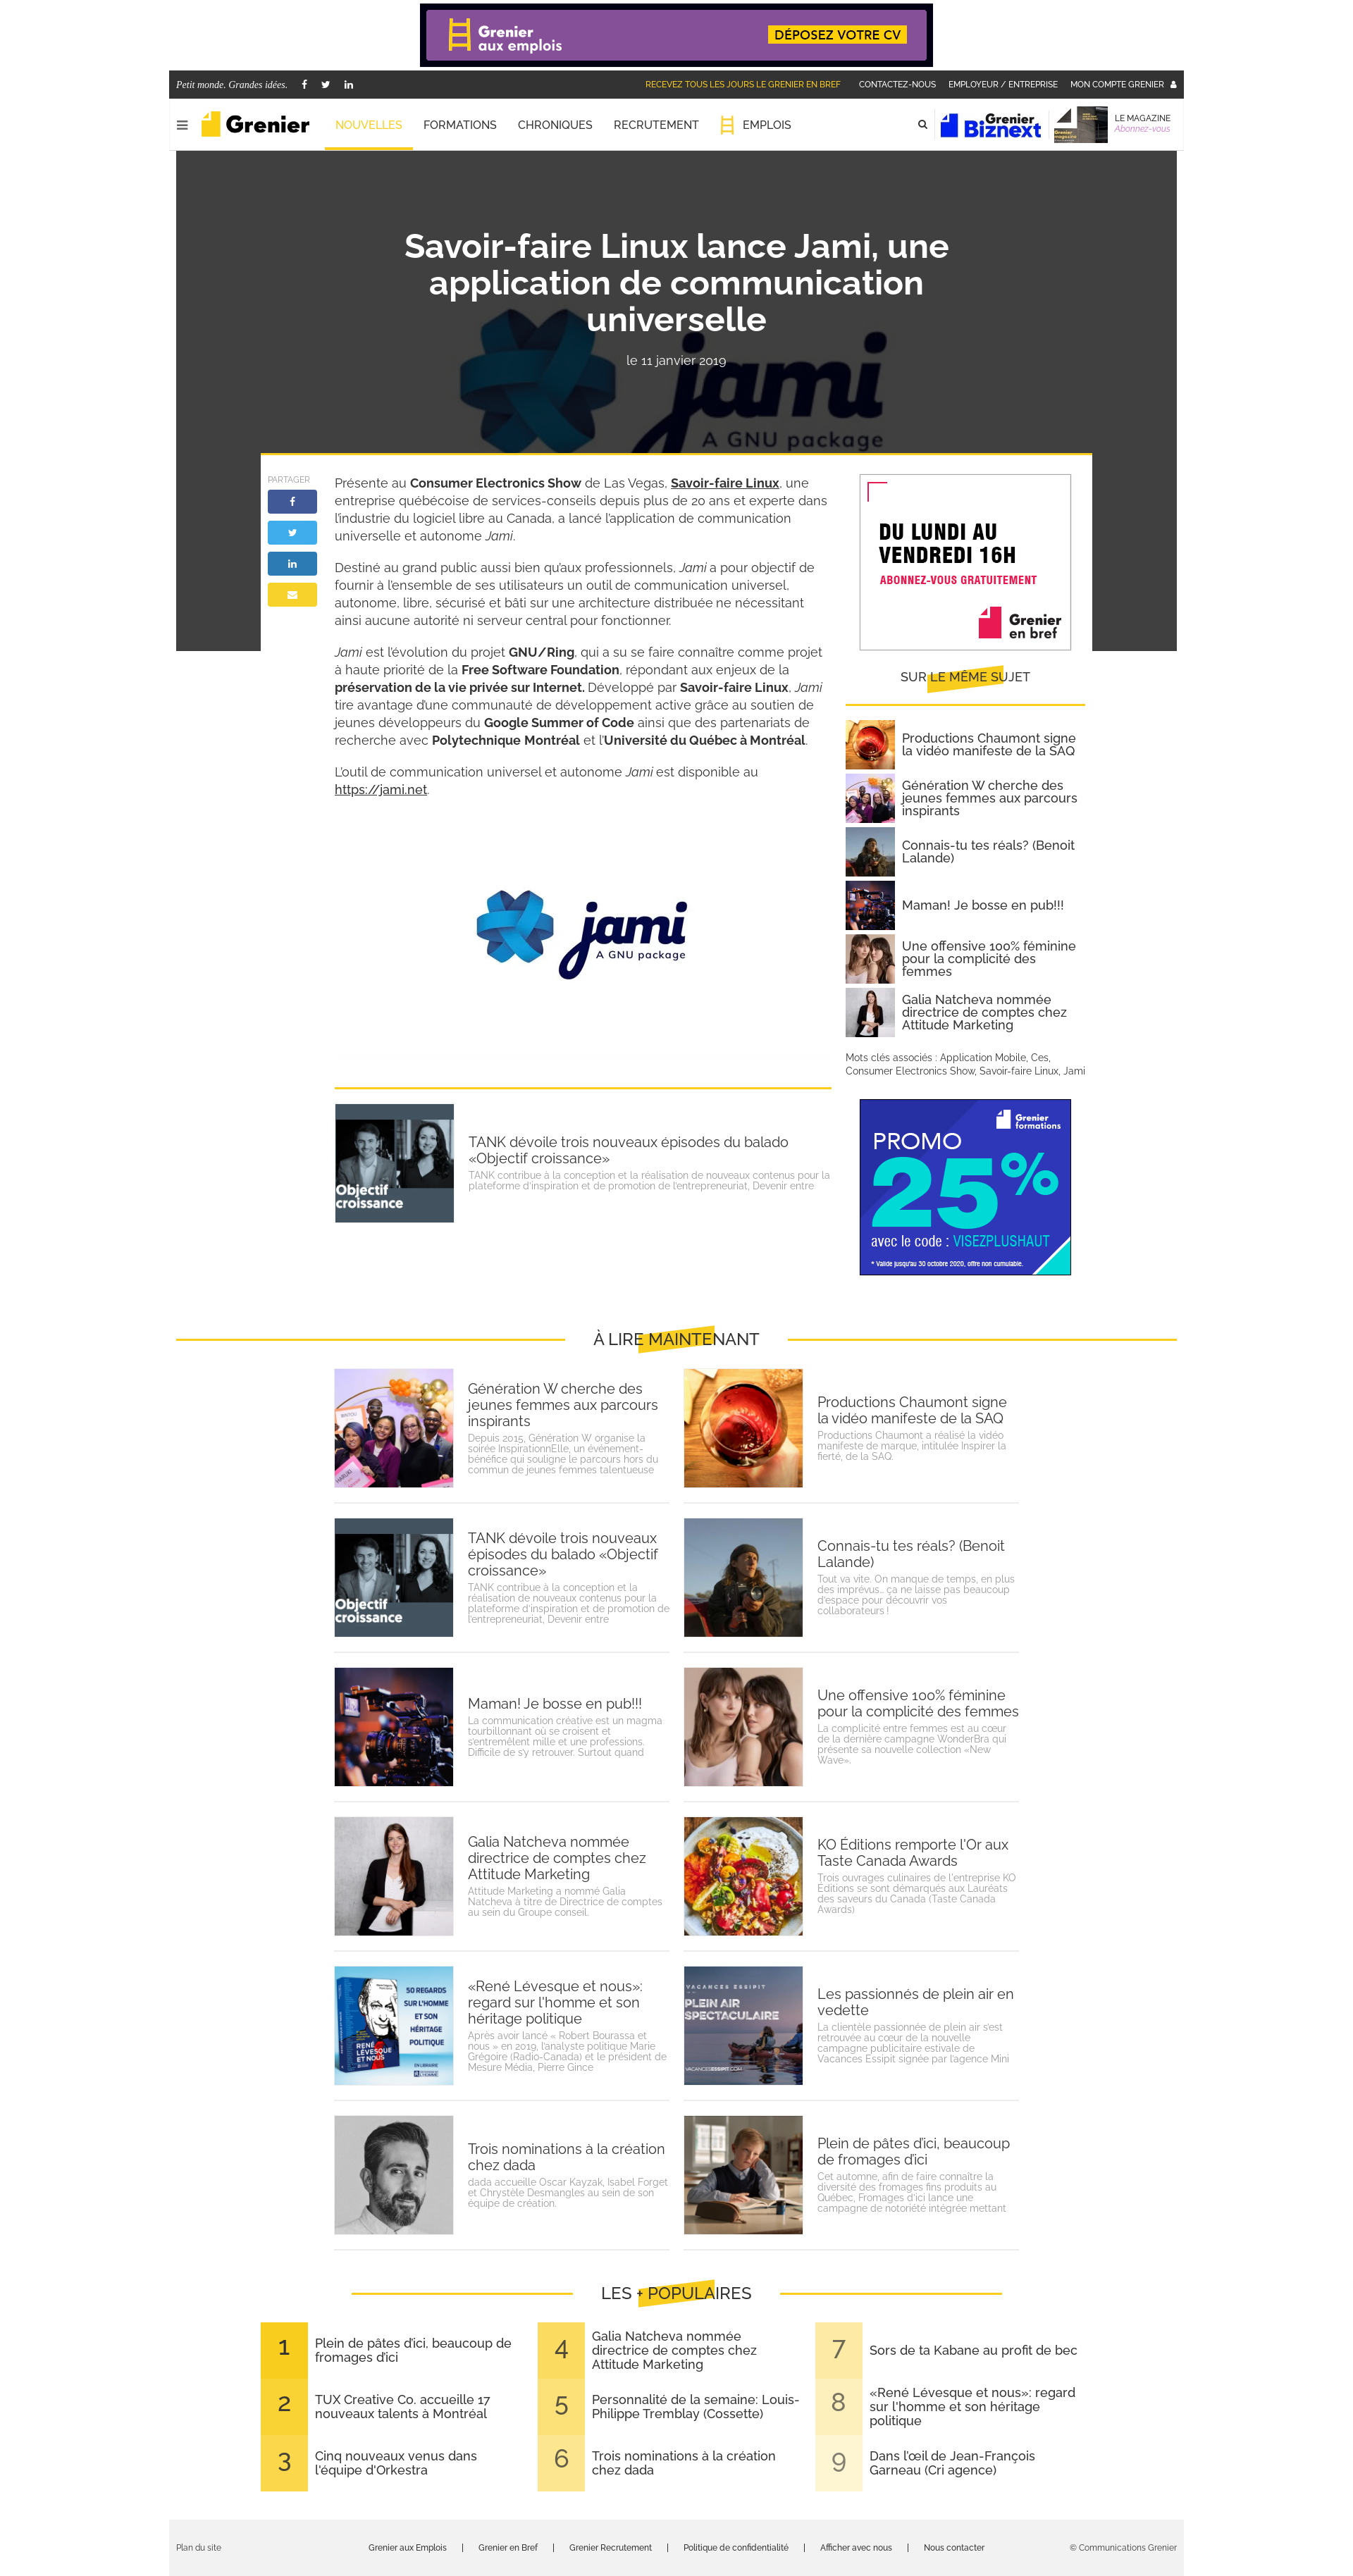 Grenier
aux emplois
DÉPOSEZ VOTRE CV
Petit monde. Grandes idées.
RECEVEZ TOUS LES JOURS LE GRENIER EN BREF
CONTACTEZ-NOUS
EMPLOYEUR / ENTREPRISE
MON COMPTE GRENIER
Grenier
NOUVELLES
FORMATIONS
CHRONIQUES
RECRUTEMENT
EMPLOIS
Grenier
Biznext
Grenier
magazine
LE MAGAZINE
Abonnez-vous
Savoir-faire Linux lance Jami, une
application de communication
universelle
le 11 janvier 2019
jami
A GNU package
PARTAGER
Présente au Consumer Electronics Show de Las Vegas, Savoir-faire Linux, une
entreprise québécoise de services-conseils depuis plus de 20 ans et experte dans
l’industrie du logiciel libre au Canada, a lancé l’application de communication
universelle et autonome Jami.
Destiné au grand public aussi bien qu’aux professionnels, Jami a pour objectif de
fournir à l’ensemble de ses utilisateurs un outil de communication universel,
autonome, libre, sécurisé et bâti sur une architecture distribuée ne nécessitant
ainsi aucune autorité ni serveur central pour fonctionner.
Jami est l’évolution du projet GNU/Ring, qui a su se faire connaître comme projet
à haute priorité de la Free Software Foundation, répondant aux enjeux de la
préservation de la vie privée sur Internet. Développé par Savoir-faire Linux, Jami
tire avantage d’une communauté de développement active grâce au soutien de
jeunes développeurs du Google Summer of Code ainsi que des partenariats de
recherche avec Polytechnique Montréal et l’Université du Québec à Montréal.
L’outil de communication universel et autonome Jami est disponible au
https://jami.net.
jami
A GNU package
DU LUNDI AU
VENDREDI 16H
ABONNEZ-VOUS GRATUITEMENT
Grenier
en bref
SUR LE MÊME SUJET
Productions Chaumont signe
la vidéo manifeste de la SAQ
Génération W cherche des
jeunes femmes aux parcours
inspirants
Connais-tu tes réals? (Benoit
Lalande)
Maman! Je bosse en pub!!!
Une offensive 100% féminine
pour la complicité des
femmes
Galia Natcheva nommée
directrice de comptes chez
Attitude Marketing
Mots clés associés : Application Mobile, Ces,
Consumer Electronics Show, Savoir-faire Linux, Jami
Grenier
formations
PROMO
25%
avec le code : VISEZPLUSHAUT
* Valide jusqu'au 30 octobre 2020, offre non cumulable.
Objectif
croissance
TANK dévoile trois nouveaux épisodes du balado
«Objectif croissance»
TANK contribue à la conception et la réalisation de nouveaux contenus pour la
plateforme d’inspiration et de promotion de l’entrepreneuriat, Devenir entre
À LIRE MAINTENANT
Génération W cherche des
jeunes femmes aux parcours
inspirants
Depuis 2015, Génération W organise la
soirée InspirationnElle, un événement-
bénéfice qui souligne le parcours hors du
commun de jeunes femmes talentueuse
Productions Chaumont signe
la vidéo manifeste de la SAQ
Productions Chaumont a réalisé la vidéo
manifeste de marque, intitulée Inspirer la
fierté, de la SAQ.
Objectif
croissance
TANK dévoile trois nouveaux
épisodes du balado «Objectif
croissance»
TANK contribue à la conception et la
réalisation de nouveaux contenus pour la
plateforme d’inspiration et de promotion de
l’entrepreneuriat, Devenir entre
Connais-tu tes réals? (Benoit
Lalande)
Tout va vite. On manque de temps, en plus
des imprévus… ça ne laisse pas beaucoup
d’espace pour découvrir vos
collaborateurs !
Maman! Je bosse en pub!!!
La communication créative est un magma
tourbillonnant où se croisent et
s’entremêlent mille et une professions.
Difficile de s’y retrouver. Surtout quand
Une offensive 100% féminine
pour la complicité des femmes
La complicité entre femmes est au cœur
de la dernière campagne WonderBra qui
présente sa nouvelle collection «New
Wave».
Galia Natcheva nommée
directrice de comptes chez
Attitude Marketing
Attitude Marketing a nommé Galia
Natcheva à titre de Directrice de comptes
au sein du Groupe conseil.
KO Éditions remporte l'Or aux
Taste Canada Awards
Trois ouvrages culinaires de l'entreprise KO
Éditions se sont démarqués aux Lauréats
des saveurs du Canada (Taste Canada
Awards)
50 REGARDS
SUR L'HOMME
ET SON
HÉRITAGE
POLITIQUE
RENÉ
LÉVESQUE
ET NOUS
EN LIBRAIRIE
«René Lévesque et nous»:
regard sur l'homme et son
héritage politique
Après avoir lancé « Robert Bourassa et
nous » en 2019, l’analyste politique Marie
Grégoire (Radio-Canada) et le président de
Mesure Média, Pierre Gince
VACANCES ESSIPIT
PLEIN AIR
SPECTACULAIRE
VACANCESESSIPIT.COM
Les passionnés de plein air en
vedette
La clientèle passionnée de plein air s’est
retrouvée au cœur de la nouvelle
campagne publicitaire estivale de
Vacances Essipit signée par l’agence Mini
Trois nominations à la création
chez dada
dada accueille Oscar Kayzak, Isabel Forget
et Chrystèle Desmangles au sein de son
équipe de création.
Plein de pâtes d’ici, beaucoup
de fromages d’ici
Cet automne, afin de faire connaître la
diversité des fromages fins produits au
Québec, Fromages d’ici lance une
campagne de notoriété intégrée mettant
LES + POPULAIRES
1
Plein de pâtes d’ici, beaucoup de
fromages d’ici
2
TUX Creative Co. accueille 17
nouveaux talents à Montréal
3
Cinq nouveaux venus dans
l'équipe d'Orkestra
4
Galia Natcheva nommée
directrice de comptes chez
Attitude Marketing
5
Personnalité de la semaine: Louis-
Philippe Tremblay (Cossette)
6
Trois nominations à la création
chez dada
7
Sors de ta Kabane au profit de bec
8
«René Lévesque et nous»: regard
sur l'homme et son héritage
politique
9
Dans l’œil de Jean-François
Garneau (Cri agence)
Plan du site
Grenier aux Emplois | Grenier en Bref | Grenier Recrutement | Politique de confidentialité | Afficher avec nous | Nous contacter
© Communications Grenier